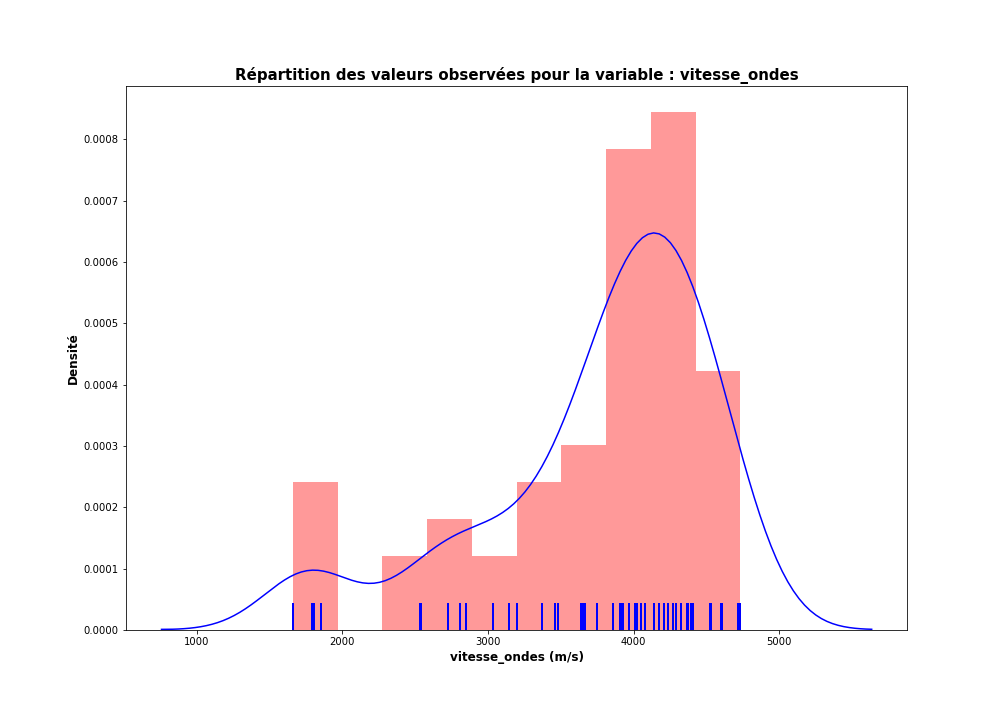 Répartition des valeurs observées pour la variable : vitesse_ondes
0.0008
0.0007
0.0006
0.0005
0.0004
0.0003
0.0002
0.0001
0.0000
Densité
1000 2000 3000 4000 5000
vitesse_ondes (m/s)